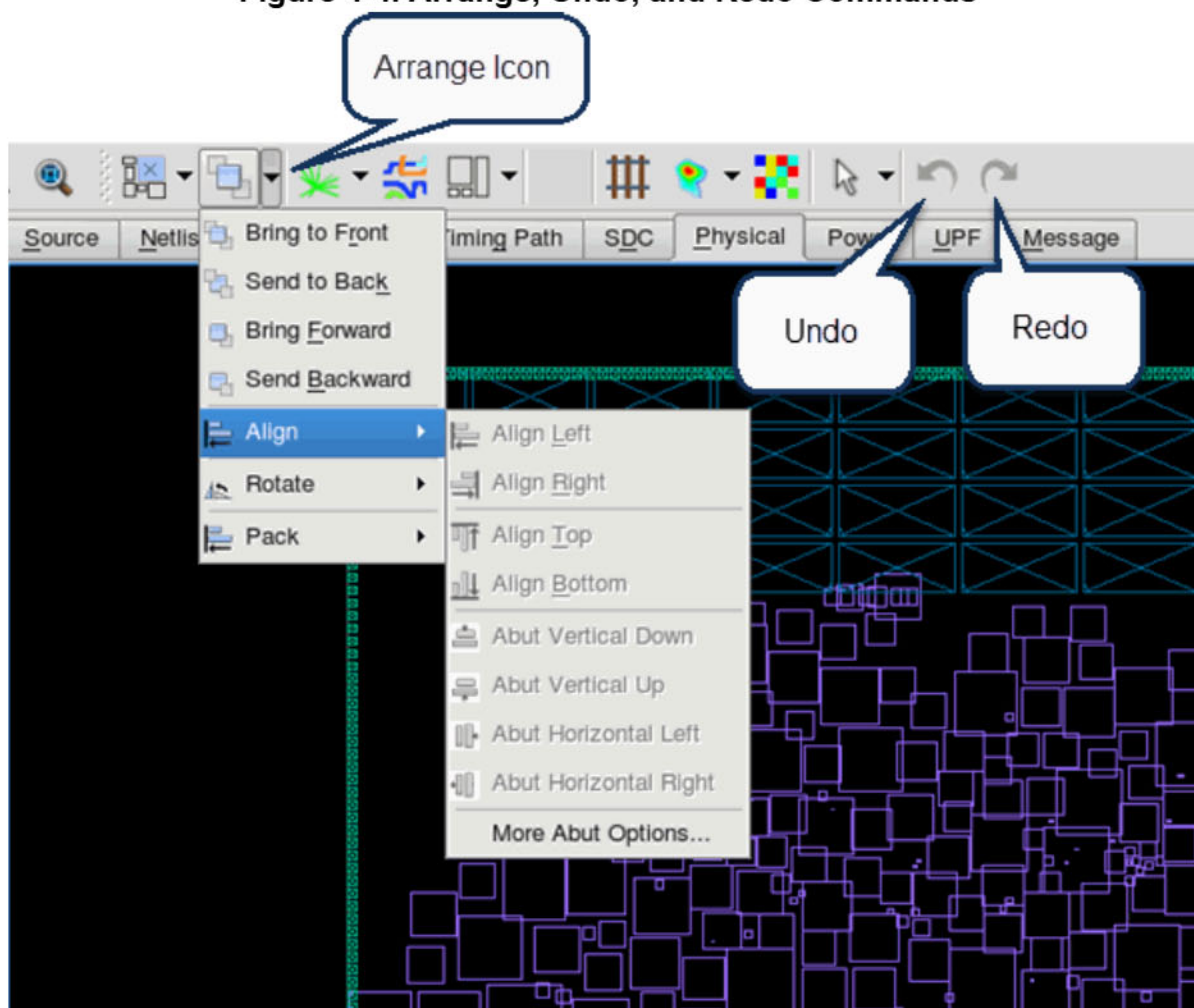 Arrange Icon
Source Netlis Timing Path SDC Physical Power UPF Message
Bring to Front
Send to Back
Bring Forward
Send Backward
Align
Rotate
Pack
Align Left
Align Right
Align Top
Align Bottom
Abut Vertical Down
Abut Vertical Up
Abut Horizontal Left
Abut Horizontal Right
More Abut Options...
Undo
Redo